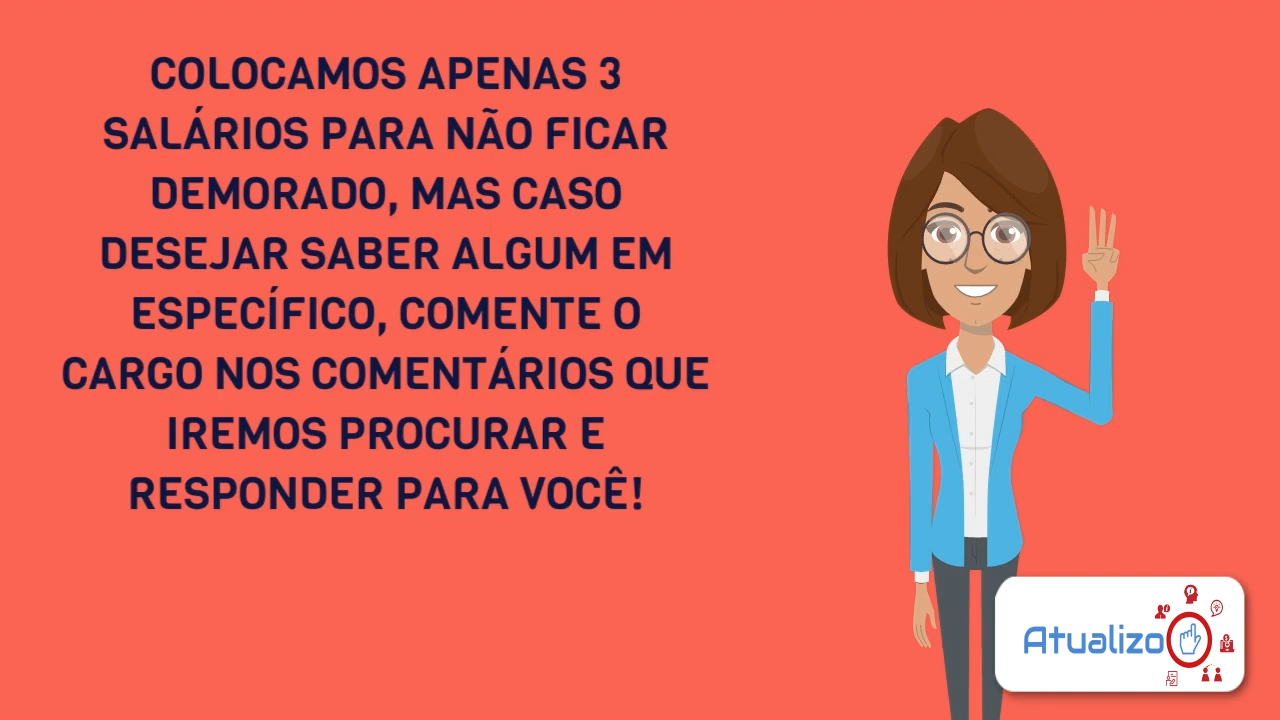 COLOCAMOS APENAS 3
SALÁRIOS PARA NÃO FICAR
DEMORADO, MAS CASO
DESEJAR SABER ALGUM EM
ESPECÍFICO, COMENTE O
CARGO NOS COMENTÁRIOS QUE
IREMOS PROCURAR E
RESPONDER PARA VOCÊ!
Atualizo